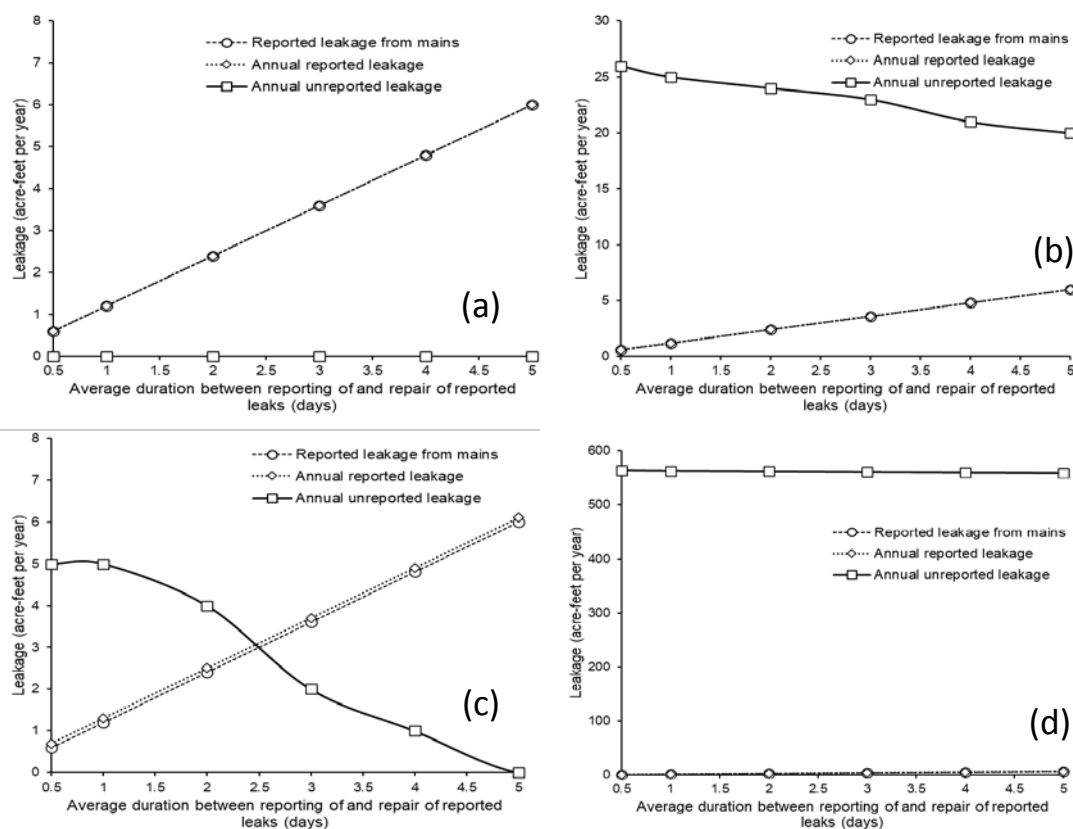 8
7
6
5
4
3
2
1
0
Leakage (acre-feet per year)
Reported leakage from mains
Annual reported leakage
Annual unreported leakage
(a)
0.5 1 1.5 2 2.5 3 3.5 4 4.5 5
Average duration between reporting of and repair of reported
leaks (days)
30
25
20
15
10
5
0
Leakage (acre-feet per year)
Reported leakage from mains
Annual reported leakage
Annual unreported leakage
(b)
0.5 1 1.5 2 2.5 3 3.5 4 4.5 5
Average duration between reporting of and repair of reported
leaks (days)
8
7
6
5
4
3
2
1
0
Leakage (acre-feet per year)
Reported leakage from mains
Annual reported leakage
Annual unreported leakage
(c)
0.5 1 1.5 2 2.5 3 3.5 4 4.5 5
Average duration between reporting of and repair of reported
leaks (days)
600
500
400
300
200
100
0
Leakage (acre-feet per year)
Reported leakage from mains
Annual reported leakage
Annual unreported leakage
(d)
0.5 1 1.5 2 2.5 3 3.5 4 4.5 5
Average duration between reporting of and repair of reported
leaks (days)